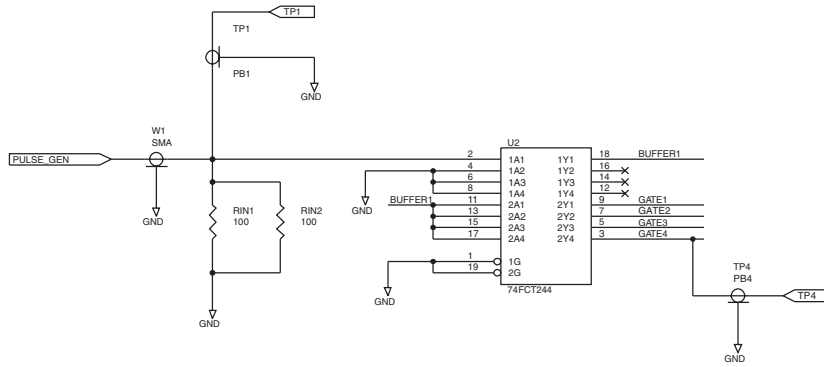 TP1
TP1
PB1
GND
W1
SMA
PULSE_GEN
GND
RIN1
100
RIN2
100
GND
U2
2 1A1 1Y1 18 BUFFER1
4 1A2 1Y2 16
6 1A3 1Y3 14
8 1A4 1Y4 12
GND
BUFFER1 11 2A1 2Y1 9 GATE1
13 2A2 2Y2 7 GATE2
15 2A3 2Y3 5 GATE3
17 2A4 2Y4 3 GATE4
1 1G
19 2G
GND
74FCT244
TP4
PB4
TP4
GND